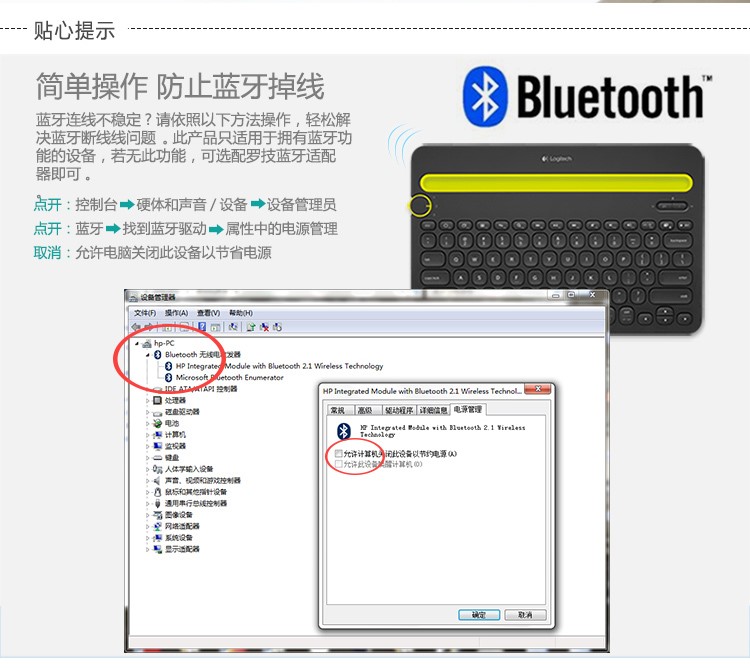 贴心提示
简单操作 防止蓝牙掉线
蓝牙连线不稳定？请依照以下方法操作，轻松解
决蓝牙断线线问题 。此产品只适用于拥有蓝牙功
能的设备，若无此功能，可选配罗技蓝牙适配
器即可 。
点开：控制台➡硬体和声音 / 设备➡设备管理员
点开：蓝牙➡找到蓝牙驱动➡属性中的电源管理
取消：允许电脑关闭此设备以节省电源
Bluetooth™
Logitech
设备管理器
文件(F) 操作(A) 查看(V) 帮助(H)
hp-PC
Bluetooth 无线电收发器
HP Integrated Module with Bluetooth 2.1 Wireless Technology
Microsoft Bluetooth Enumerator
IDE ATA/ATAPI 控制器
处理器
磁盘驱动器
电池
计算机
监视器
键盘
人体学输入设备
声音、视频和游戏控制器
鼠标和其他指针设备
通用串行总线控制器
图像设备
网络适配器
系统设备
显示适配器
HP Integrated Module with Bluetooth 2.1 Wireless Technol...
常规 高级 驱动程序 详细信息 电源管理
HP Integrated Module with Bluetooth 2.1 Wireless
Technology
允许计算机关闭此设备以节约电源(A)
允许此设备唤醒计算机(O)
确定 取消